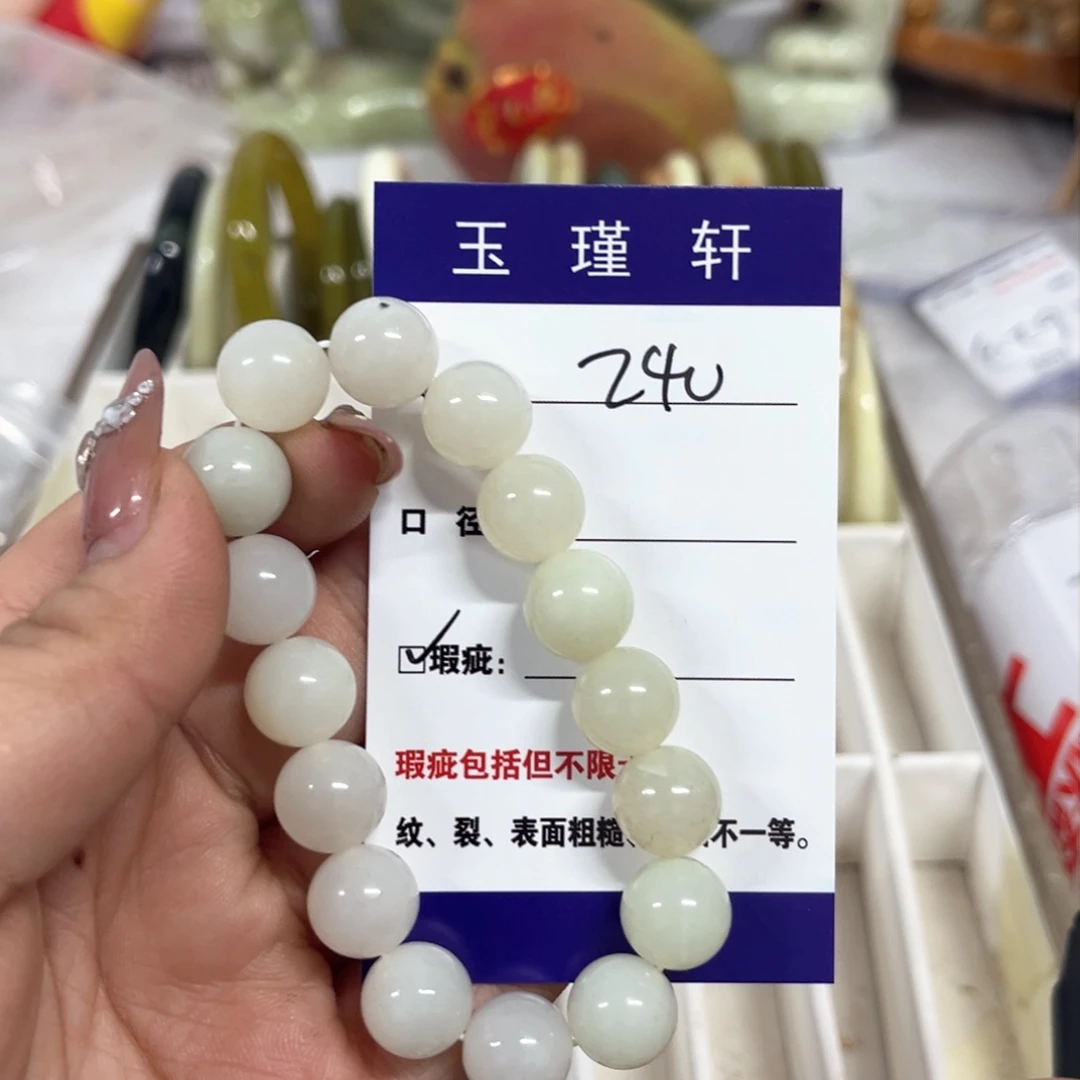 玉瑾轩
240
口径
瑕疵：
瑕疵包括但不限
纹、裂、表面粗糙、不一等。